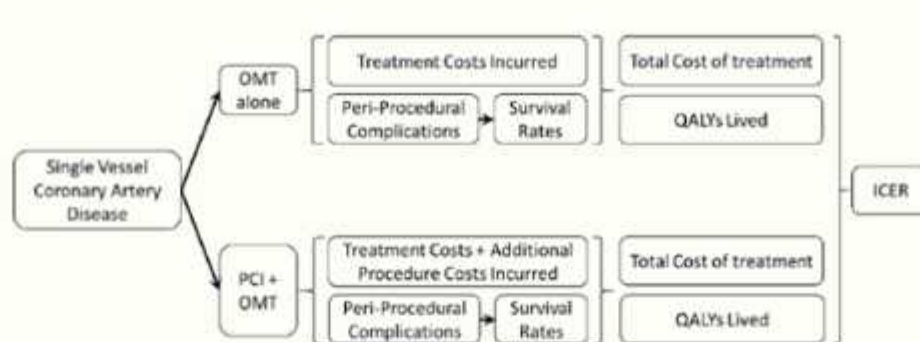 Single Vessel
Coronary Artery
Disease
OMT
alone
Treatment Costs Incurred
Peri-Procedural
Complications
Survival
Rates
Total Cost of treatment
QALYs Lived
PCI +
OMT
Treatment Costs + Additional
Procedure Costs Incurred
Peri-Procedural
Complications
Survival
Rates
Total Cost of treatment
QALYs Lived
ICER